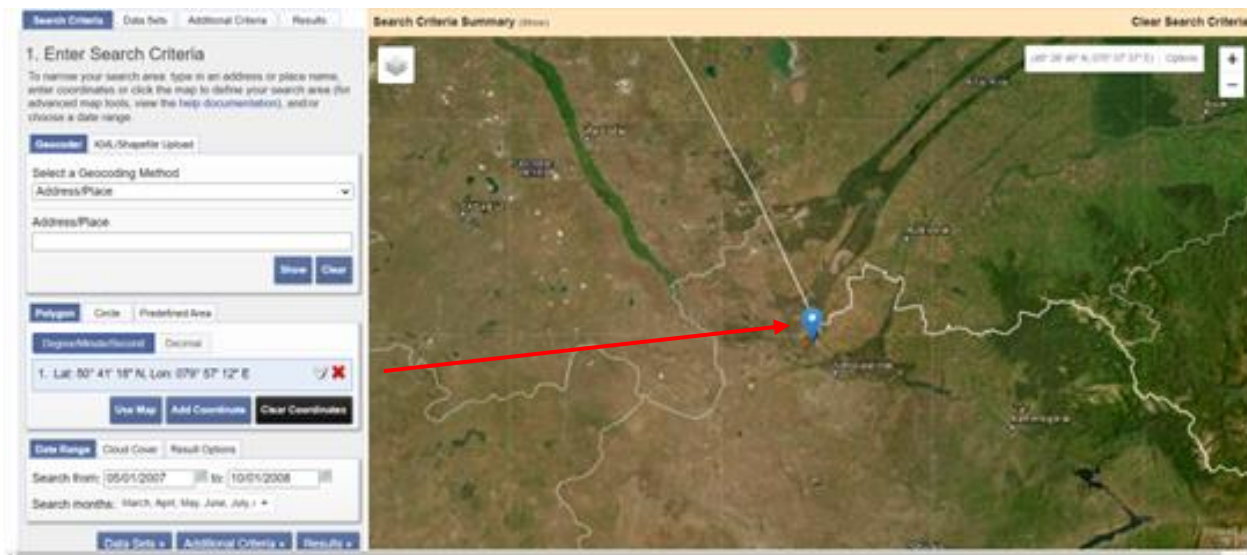 Search Criteria Data Sets Additional Criteria Results
1. Enter Search Criteria
To narrow your search area: type in an address or place name,
enter coordinates or click the map to define your search area (for
advanced map tools, view the help documentation), and/or
choose a date range.
Geocoder KML/Shapefile Upload
Select a Geocoding Method
Address/Place
Address/Place
Show Clear
Polygon Circle Predefined Area
Degree/Minute/Second Decimal
1. Lat: 50° 41' 18" N, Lon: 079° 57' 12" E
Use Map Add Coordinate Clear Coordinates
Date Range Cloud Cover Result Options
Search from: 05/01/2007 to: 10/01/2008
Search months: March, April, May, June, July,
Data Sets » Additional Criteria » Results »
Search Criteria Summary (Show)
Clear Search Criteria
Options
+
-